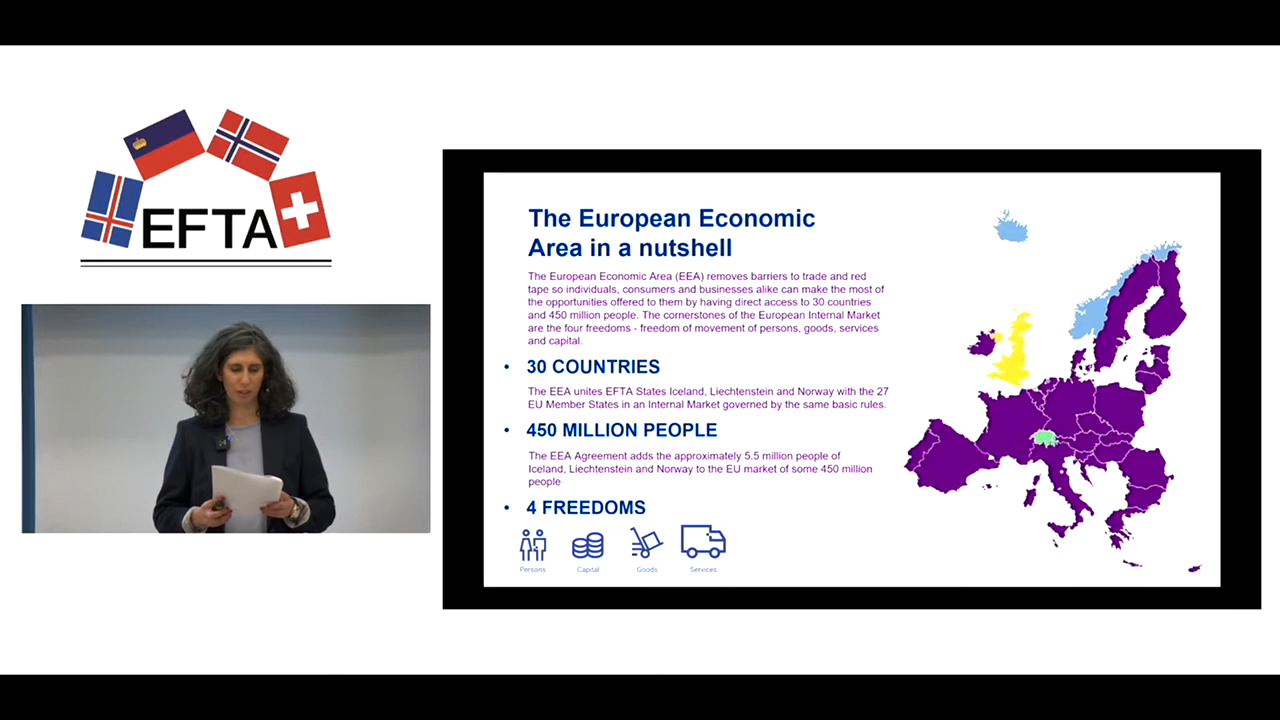 EFTA
The European Economic
Area in a nutshell
The European Economic Area (EEA) removes barriers to trade and red
tape so individuals, consumers and businesses alike can make the most of
the opportunities offered to them by having direct access to 30 countries
and 450 million people. The cornerstones of the European Internal Market
are the four freedoms - freedom of movement of persons, goods, services
and capital.
• 30 COUNTRIES
The EEA unites EFTA States Iceland, Liechtenstein and Norway with the 27
EU Member States in an Internal Market governed by the same basic rules.
• 450 MILLION PEOPLE
The EEA Agreement adds the approximately 5.5 million people of
Iceland, Liechtenstein and Norway to the EU market of some 450 million
people
• 4 FREEDOMS
Persons Capital Goods Services